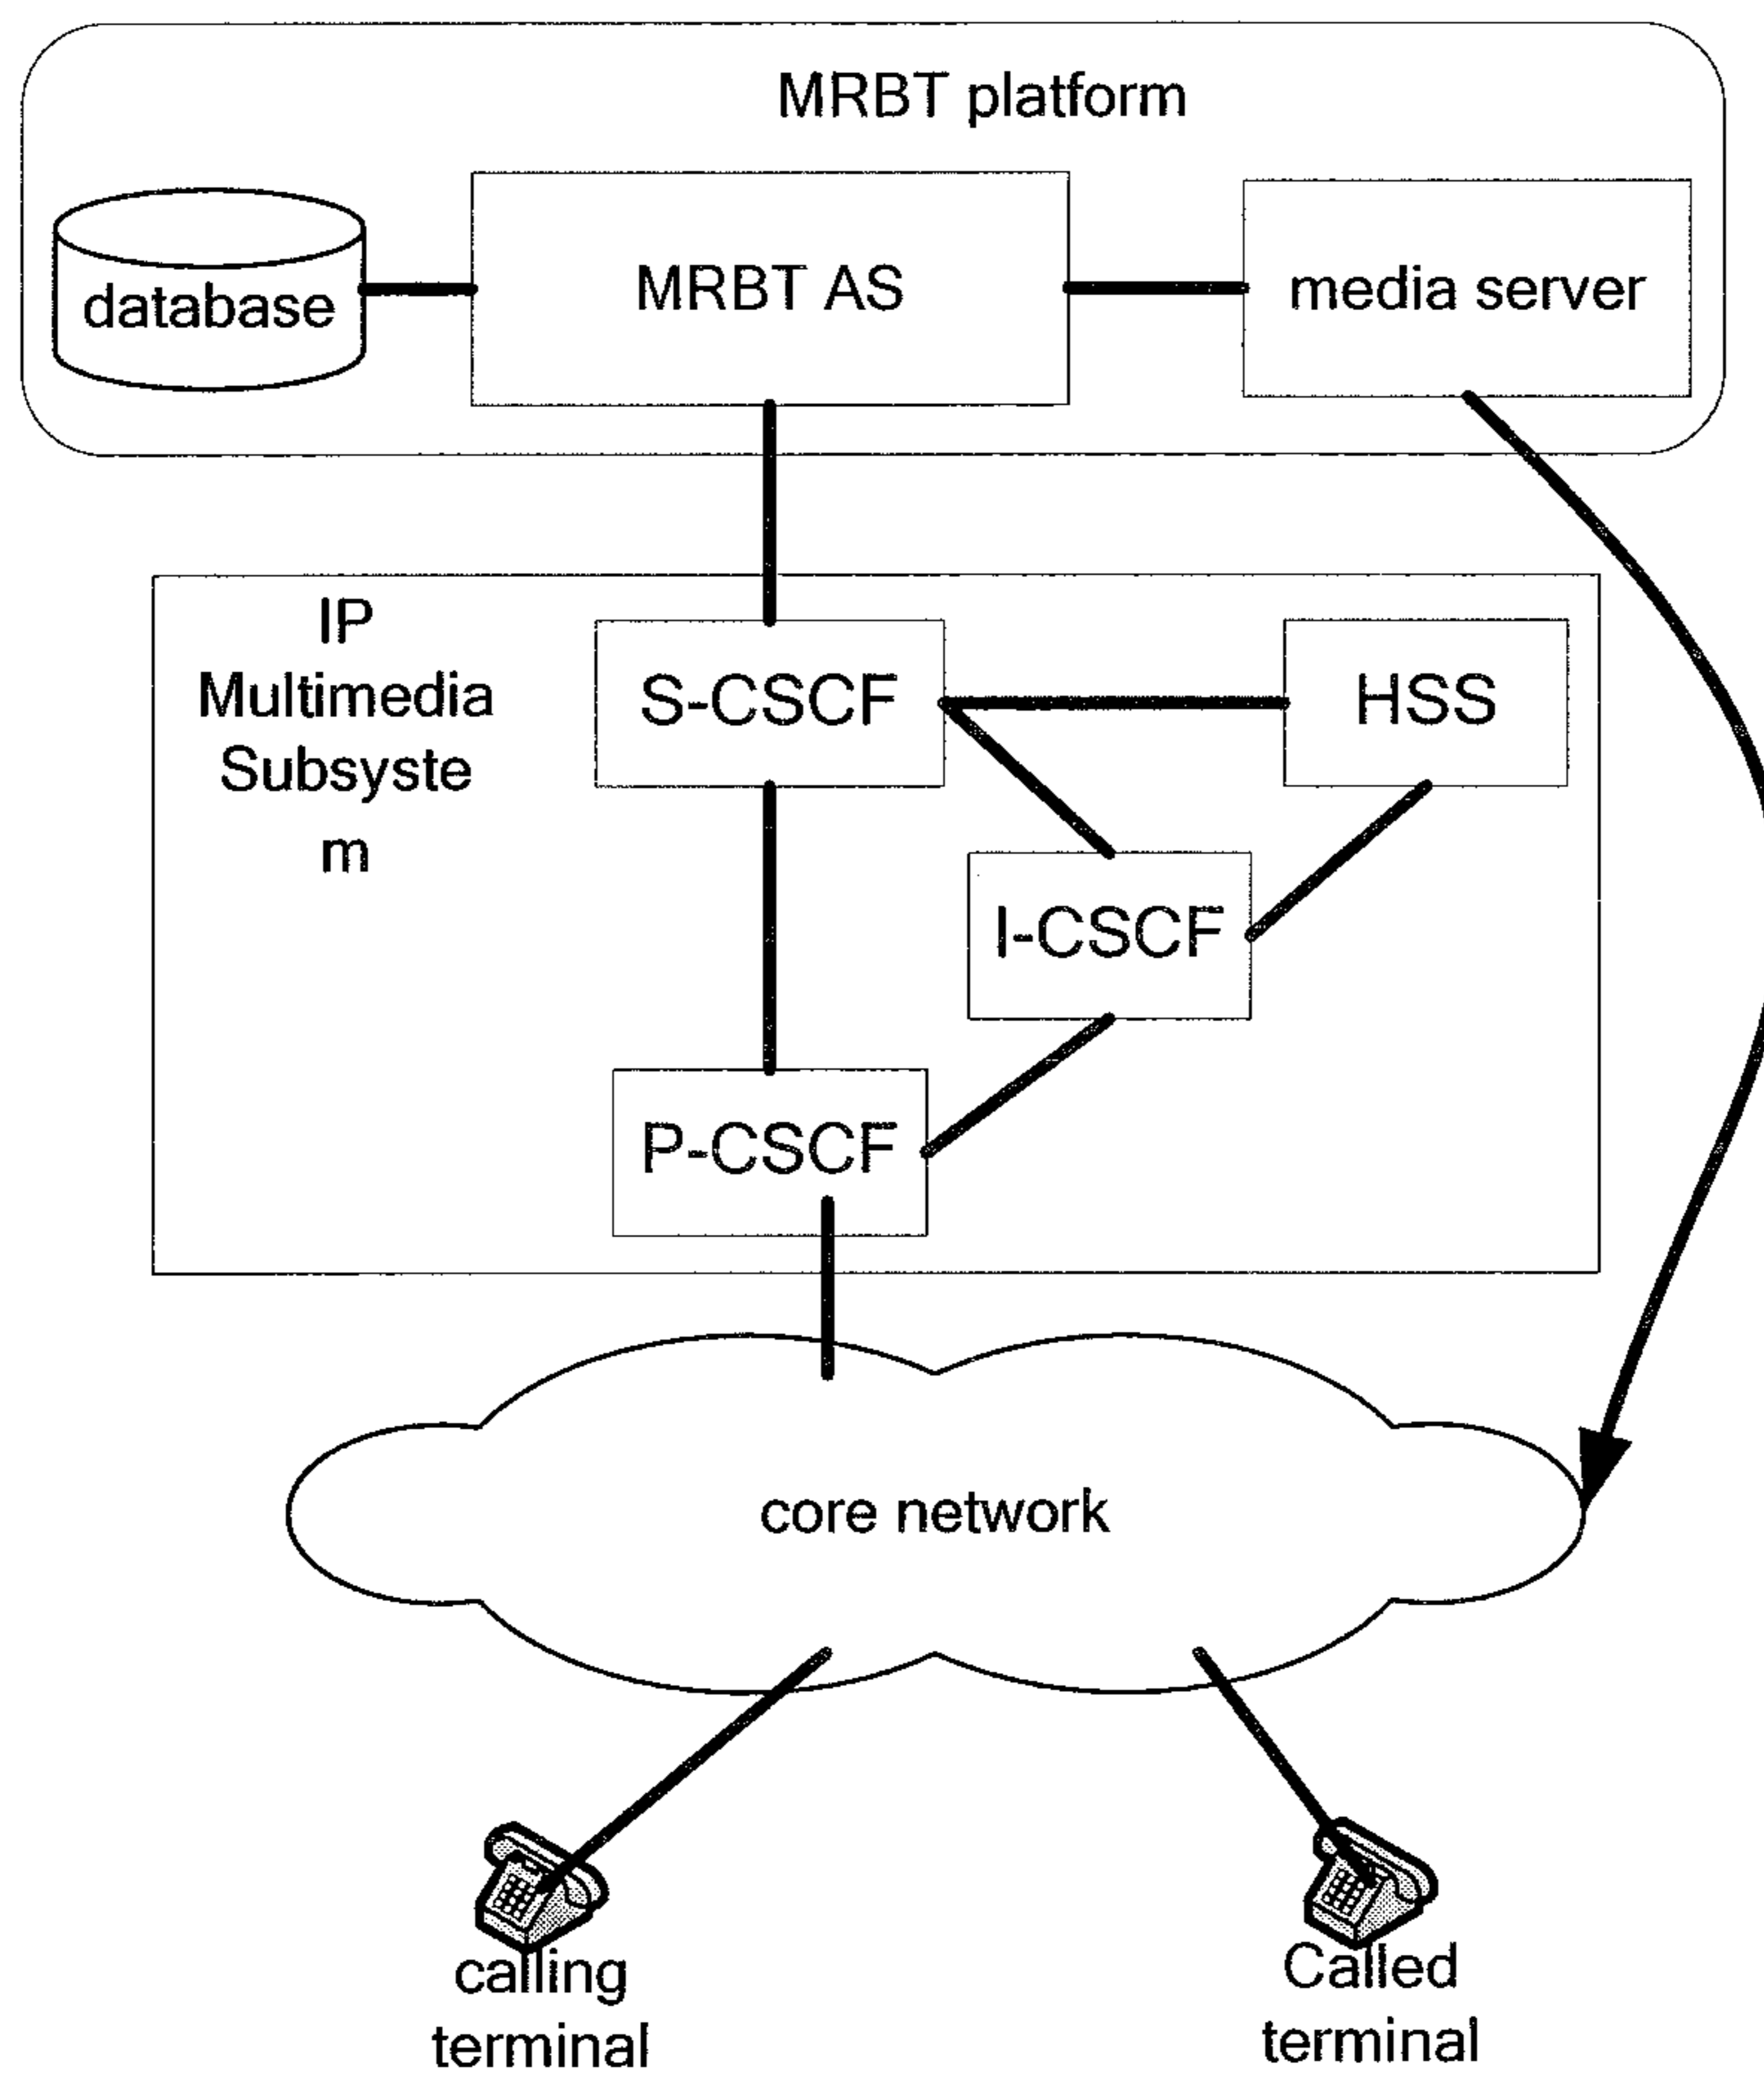 MRBT platform
database
MRBT AS
media server
IP
Multimedia
Subsyste
m
S-CSCF
HSS
I-CSCF
P-CSCF
core network
calling
terminal
Called
terminal